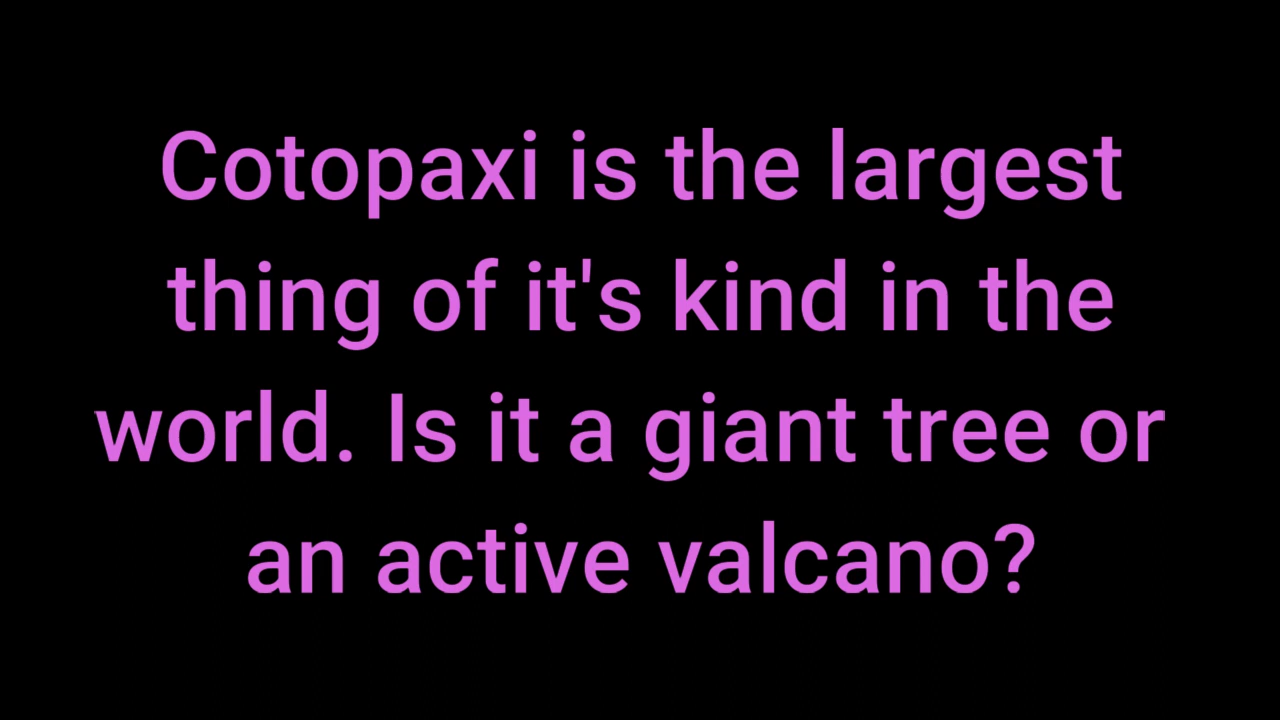 Cotopaxi is the largest
thing of it's kind in the
world. Is it a giant tree or
an active valcano?